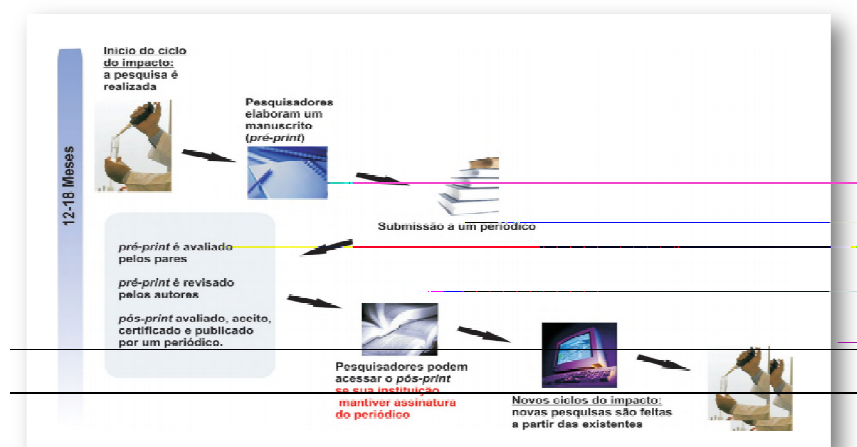 Início do ciclo
do impacto:
a pesquisa é
realizada
12-18 Meses
Pesquisadores
elaboram um
manuscrito
(pré-print)
Submissão a um periódico
pré-print é avaliado
pelos pares
pré-print é revisado
pelos autores
pós-print avaliado, aceito,
certificado e publicado
por um periódico.
Pesquisadores podem
acessar o pós-print
se sua instituição
mantiver assinatura
do periódico
Novos ciclos do impacto:
novas pesquisas são feitas
a partir das existentes